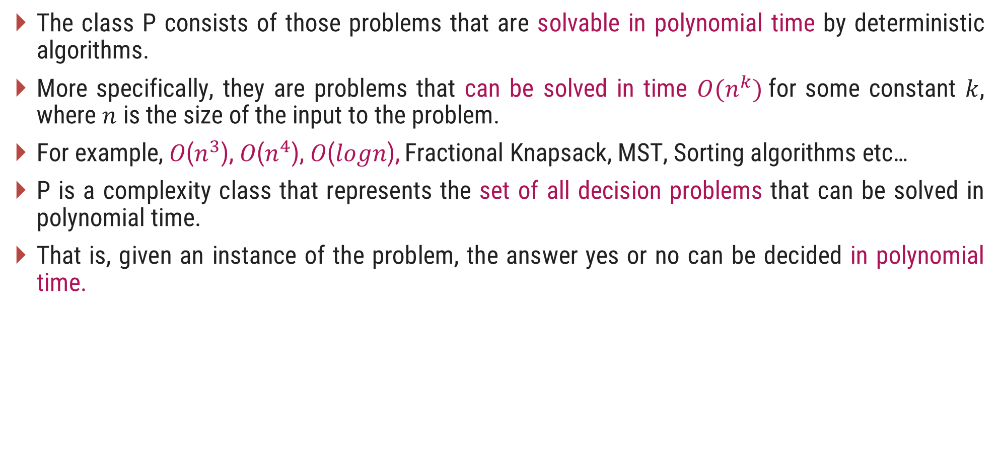 The class P consists of those problems that are solvable in polynomial time by deterministic
algorithms.
More specifically, they are problems that can be solved in time O(n^k) for some constant k,
where n is the size of the input to the problem.
For example, O(n³), O(n⁴), O(logn), Fractional Knapsack, MST, Sorting algorithms etc...
P is a complexity class that represents the set of all decision problems that can be solved in
polynomial time.
That is, given an instance of the problem, the answer yes or no can be decided in polynomial
time.